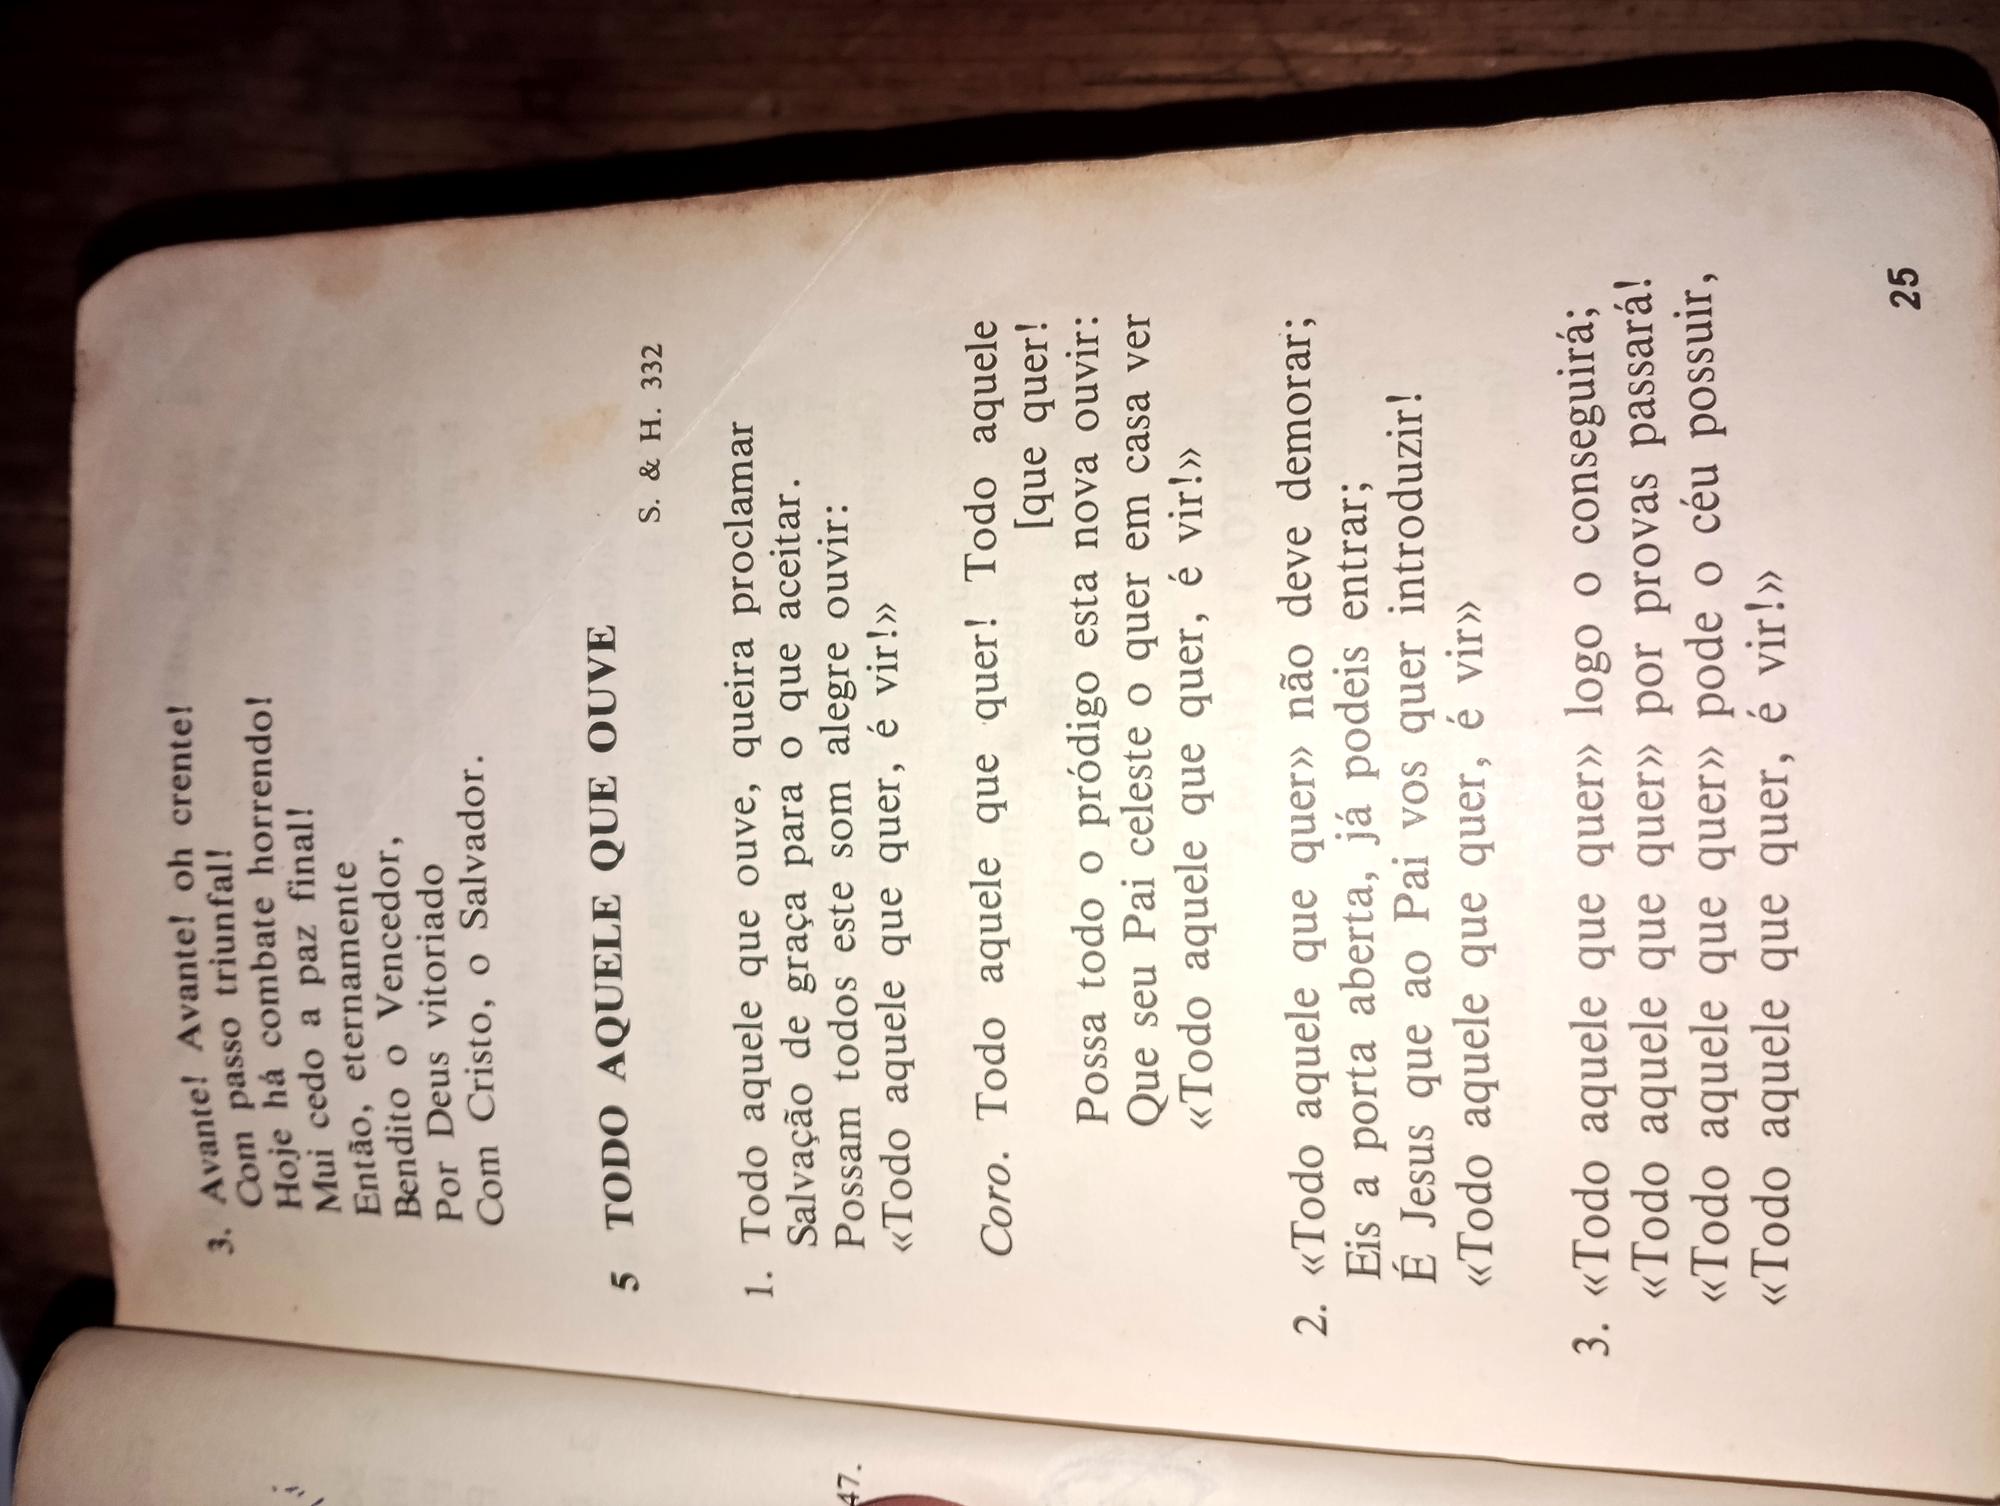 3. Avante! Avante! oh crente!
Com passo triunfal!
Hoje há combate horrendo!
Mui cedo a paz final!
Então, eternamente
Bendito o Vencedor,
Por Deus vitoriado
Com Cristo, o Salvador.
5 TODO AQUELE QUE OUVE
S. & H. 332
1. Todo aquele que ouve, queira proclamar
Salvação de graça para o que aceitar.
Possam todos este som alegre ouvir:
«Todo aquele que quer, é vir!»
Coro. Todo aquele que quer! Todo aquele
[que quer!
Possa todo o pródigo esta nova ouvir:
Que seu Pai celeste o quer em casa ver
«Todo aquele que quer, é vir!»
2. «Todo aquele que quer» não deve demorar;
Eis a porta aberta, já podeis entrar;
É Jesus que ao Pai vos quer introduzir!
«Todo aquele que quer, é vir»
3. «Todo aquele que quer» logo o conseguirá;
«Todo aquele que quer» por provas passará!
«Todo aquele que quer» pode o céu possuir,
«Todo aquele que quer, é vir!»
25
47.